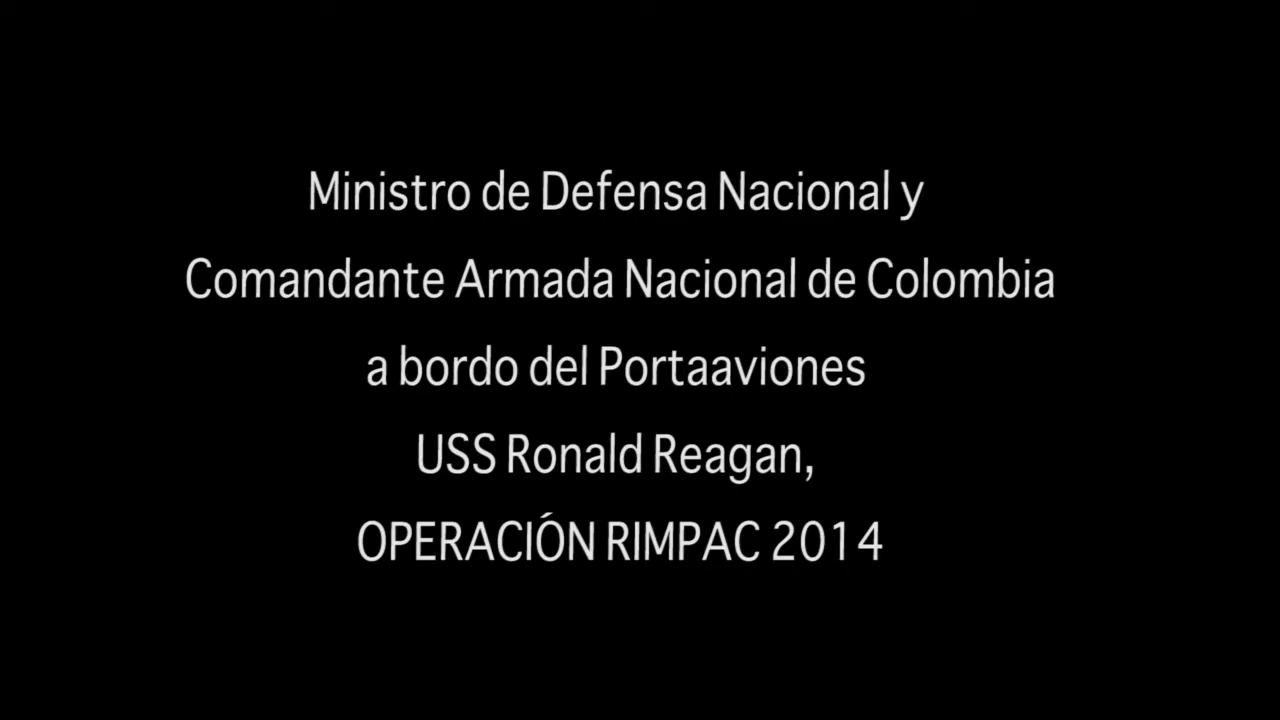 Ministro de Defensa Nacional y
Comandante Armada Nacional de Colombia
a bordo del Portaaviones
USS Ronald Reagan,
OPERACIÓN RIMPAC 2014